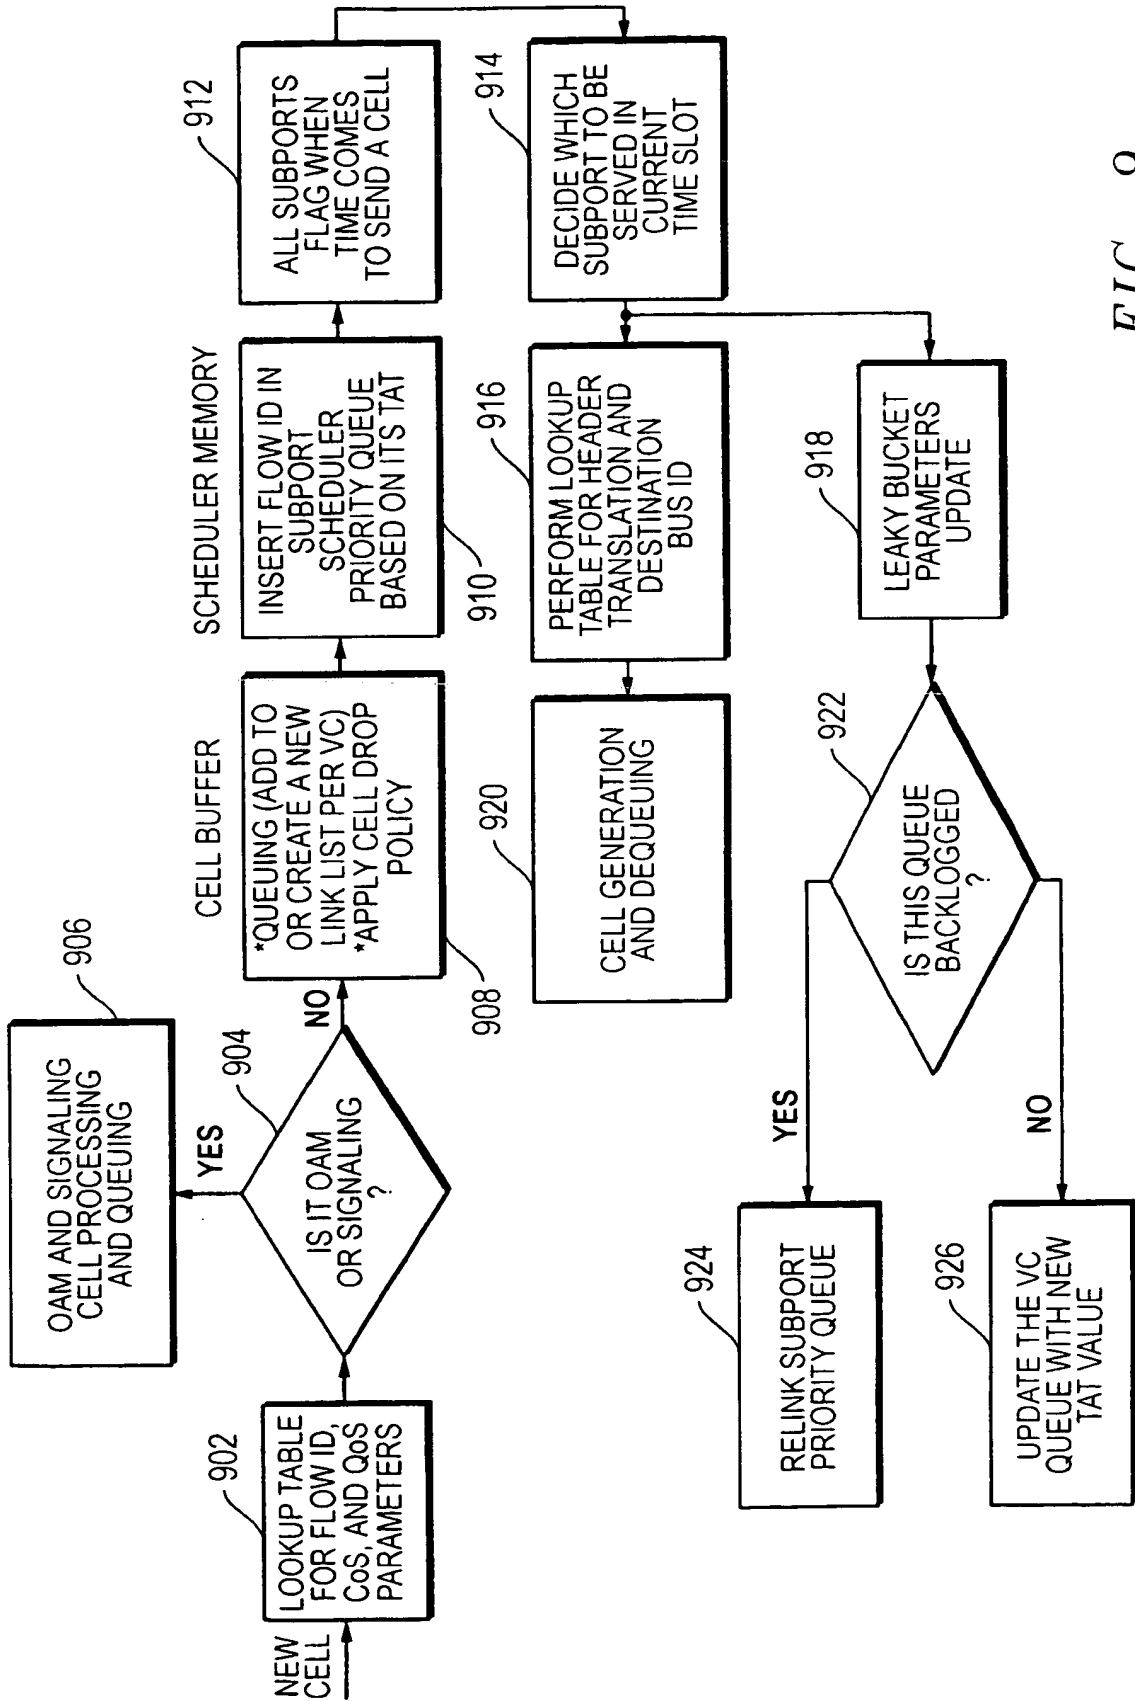 NEW
CELL
902
LOOKUP TABLE
FOR FLOW ID,
CoS, AND QoS
PARAMETERS
904
IS IT OAM
OR SIGNALING
?
YES
NO
906
OAM AND SIGNALING
CELL PROCESSING
AND QUEUING
CELL BUFFER
*QUEUING (ADD TO
OR CREATE A NEW
LINK LIST PER VC)
*APPLY CELL DROP
POLICY
908
SCHEDULER MEMORY
INSERT FLOW ID IN
SUBPORT
SCHEDULER
PRIORITY QUEUE
BASED ON ITS TAT
910
912
ALL SUBPORTS
FLAG WHEN
TIME COMES
TO SEND A CELL
914
DECIDE WHICH
SUBPORT TO BE
SERVED IN
CURRENT
TIME SLOT
916
PERFORM LOOKUP
TABLE FOR HEADER
TRANSLATION AND
DESTINATION
BUS ID
920
CELL GENERATION
AND DEQUEUING
918
LEAKY BUCKET
PARAMETERS
UPDATE
922
IS THIS QUEUE
BACKLOGGED
?
YES
NO
924
RELINK SUBPORT
PRIORITY QUEUE
926
UPDATE THE VC
QUEUE WITH NEW
TAT VALUE
FIG. 9